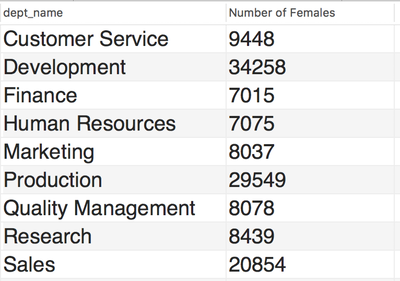 dept_name Number of Females
Customer Service 9448
Development 34258
Finance 7015
Human Resources 7075
Marketing 8037
Production 29549
Quality Management 8078
Research 8439
Sales 20854